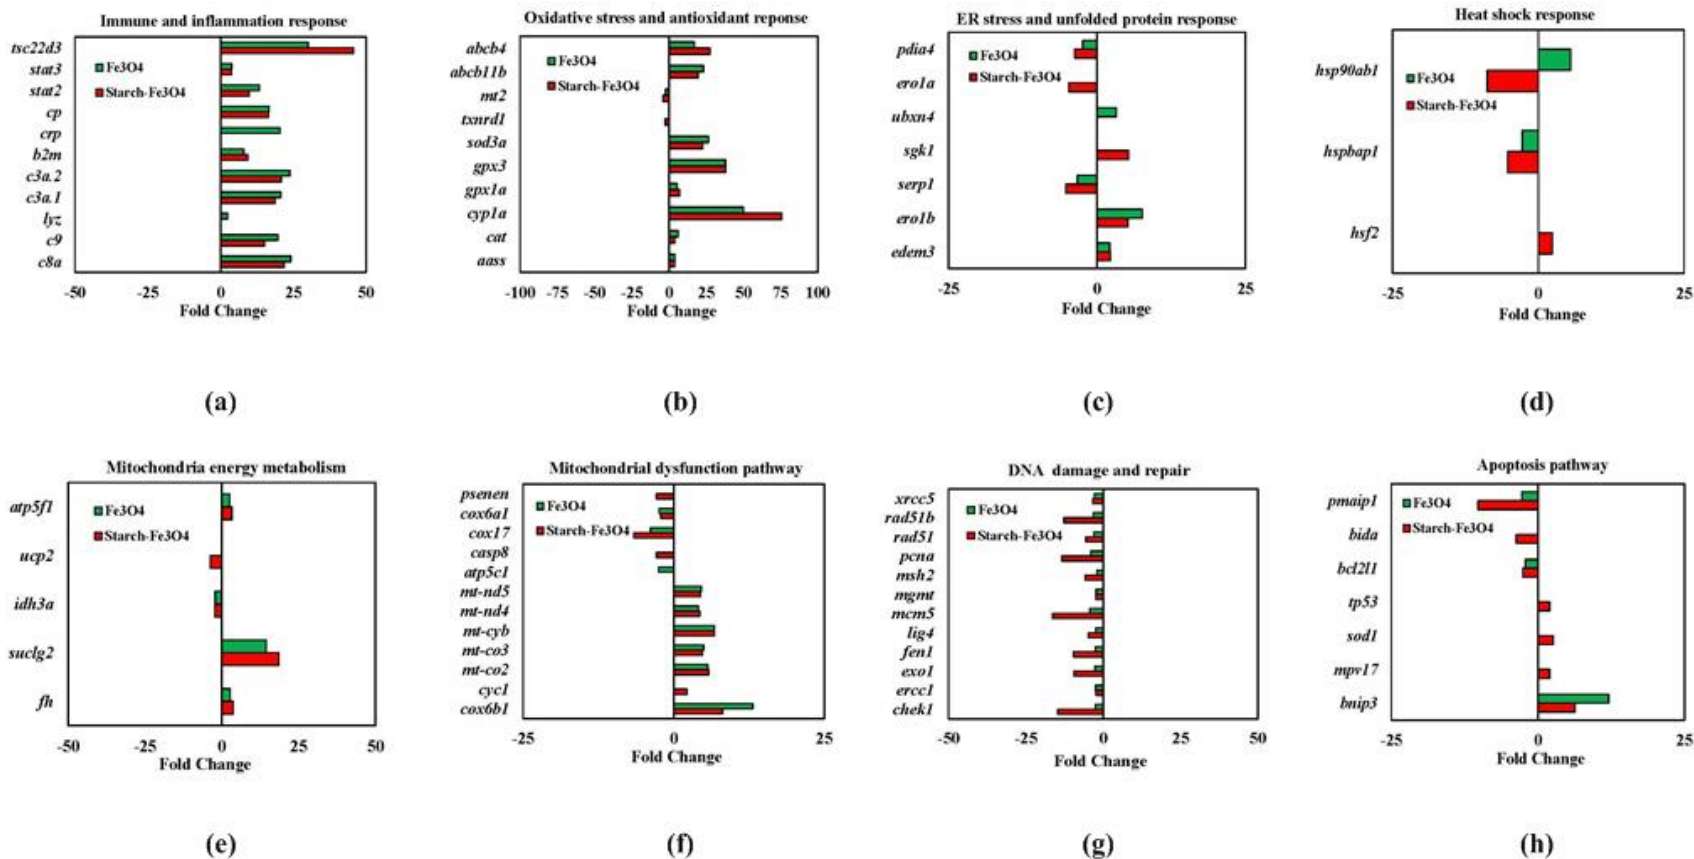 Immune and inflammation response
tsc22d3
stat3
stat2
cp
crp
b2m
c3a.2
c3a.1
lyz
c9
c8a
Fe3O4
Starch-Fe3O4
-50 -25 0 25 50
Fold Change
(a)
Oxidative stress and antioxidant reponse
abcb4
abcb11b
mt2
txnrd1
sod3a
gpx3
gpx1a
cyp1a
cat
aass
Fe3O4
Starch-Fe3O4
-100 -75 -50 -25 0 25 50 75 100
Fold Change
(b)
ER stress and unfolded protein response
pdia4
ero1a
ubxn4
sgk1
serp1
ero1b
edem3
Fe3O4
Starch-Fe3O4
-25 0 25
Fold Change
(c)
Heat shock response
hsp90ab1
hspbap1
hsf2
Fe3O4
Starch-Fe3O4
-25 0 25
Fold Change
(d)
Mitochondria energy metabolism
atp5f1
ucp2
idh3a
suclg2
fh
Fe3O4
Starch-Fe3O4
-50 -25 0 25 50
Fold Change
(e)
Mitochondrial dysfunction pathway
psenen
cox6a1
cox17
casp8
atp5c1
mt-nd5
mt-nd4
mt-cyb
mt-co3
mt-co2
cyc1
cox6b1
Fe3O4
Starch-Fe3O4
-25 0 25
Fold Change
(f)
DNA damage and repair
xrcc5
rad51b
rad51
pcna
msh2
mgmt
mcm5
lig4
fen1
exo1
ercc1
chek1
Fe3O4
Starch-Fe3O4
-50 -25 0 25 50
Fold Change
(g)
Apoptosis pathway
pmaip1
bida
bcl2l1
tp53
sod1
mpv17
bnip3
Fe3O4
Starch-Fe3O4
-25 0 25
Fold Change
(h)